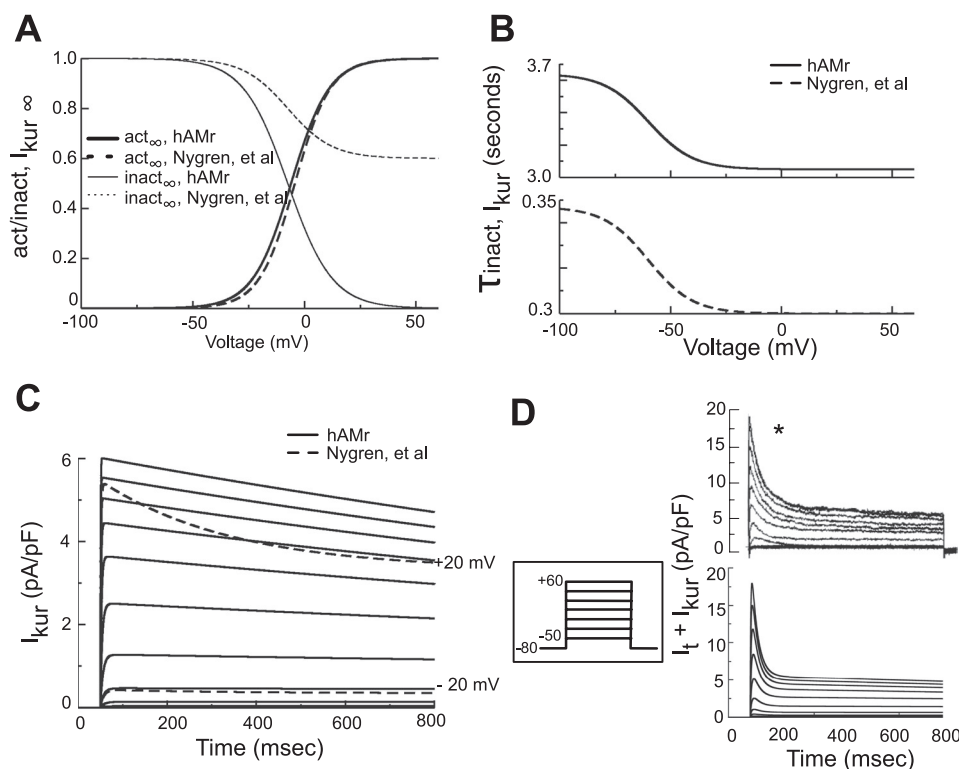 A
1.0
0.8
0.6
0.4
0.2
0
act/inact, Ikur ∞
act∞, hAMr
act∞, Nygren, et al
inact∞, hAMr
inact∞, Nygren, et al
-100
-50
0
50
Voltage (mV)
B
hAMr
Nygren, et al
3.7
3.0
0.35
0.3
τinact, Ikur (seconds)
-100
-50
0
50
Voltage (mV)
C
hAMr
Nygren, et al
6
4
2
0
Ikur (pA/pF)
+20 mV
- 20 mV
0
200
400
600
800
Time (msec)
D
*
20
15
10
5
0
20
15
10
5
0
It + Ikur (pA/pF)
+60
-50
-80
0
200
400
600
800
Time (msec)